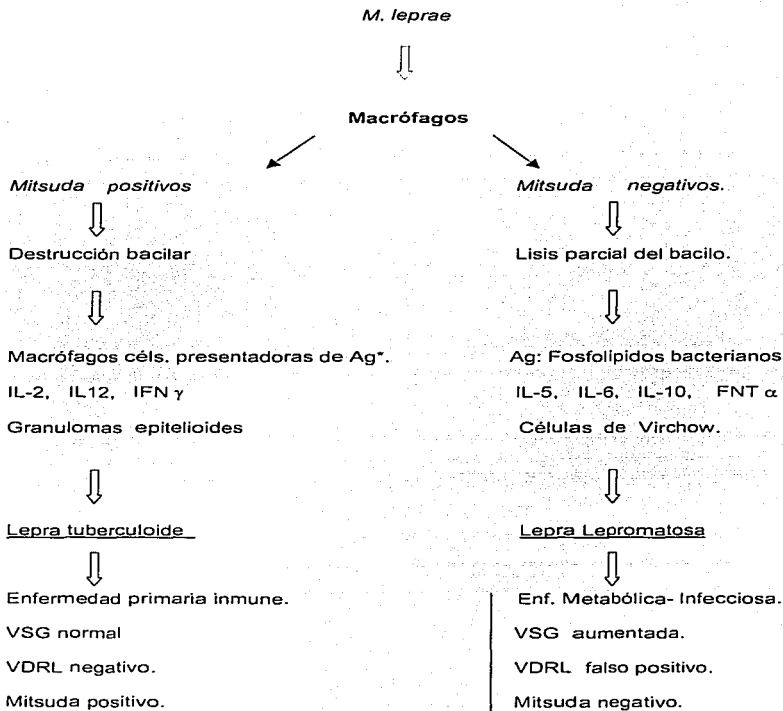 M. leprae
Macrófagos
Mitsuda positivos
Destrucción bacilar
Macrófagos céls. presentadoras de Ag*.
IL-2, IL12, IFN γ
Granulomas epitelioides
Lepra tuberculoide
Enfermedad primaria inmune.
VSG normal
VDRL negativo.
Mitsuda positivo.
Mitsuda negativos.
Lisis parcial del bacilo.
Ag: Fosfolípidos bacterianos
IL-5, IL-6, IL-10, FNT α
Células de Virchow.
Lepra Lepromatosa
Enf. Metabólica- Infecciosa.
VSG aumentada.
VDRL falso positivo.
Mitsuda negativo.